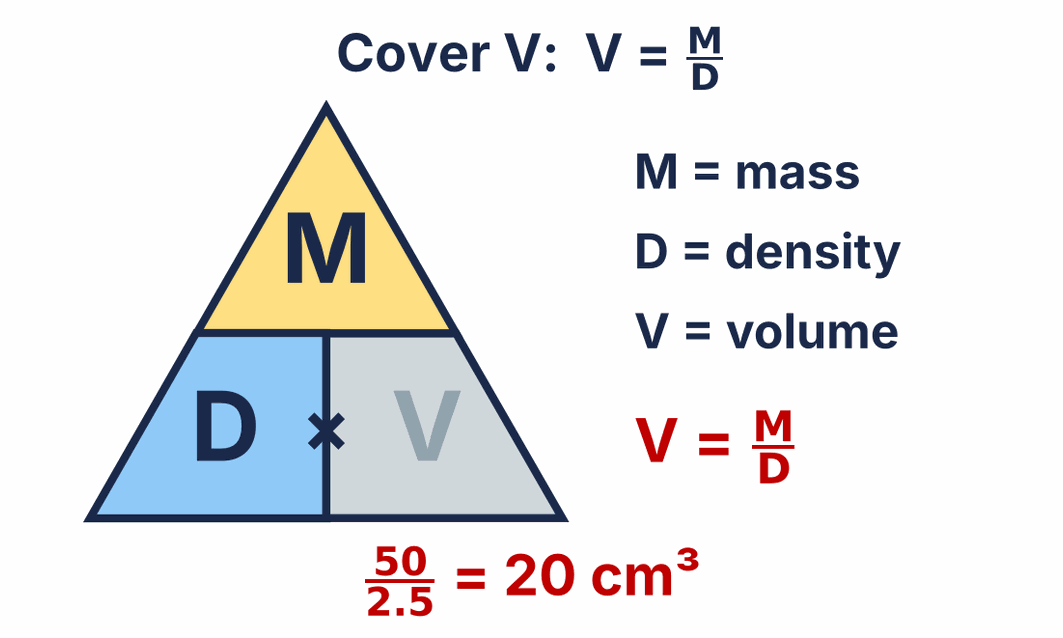 Cover V: V = M/D
M
D × V
M = mass
D = density
V = volume
V = M/D
50/2.5 = 20 cm³